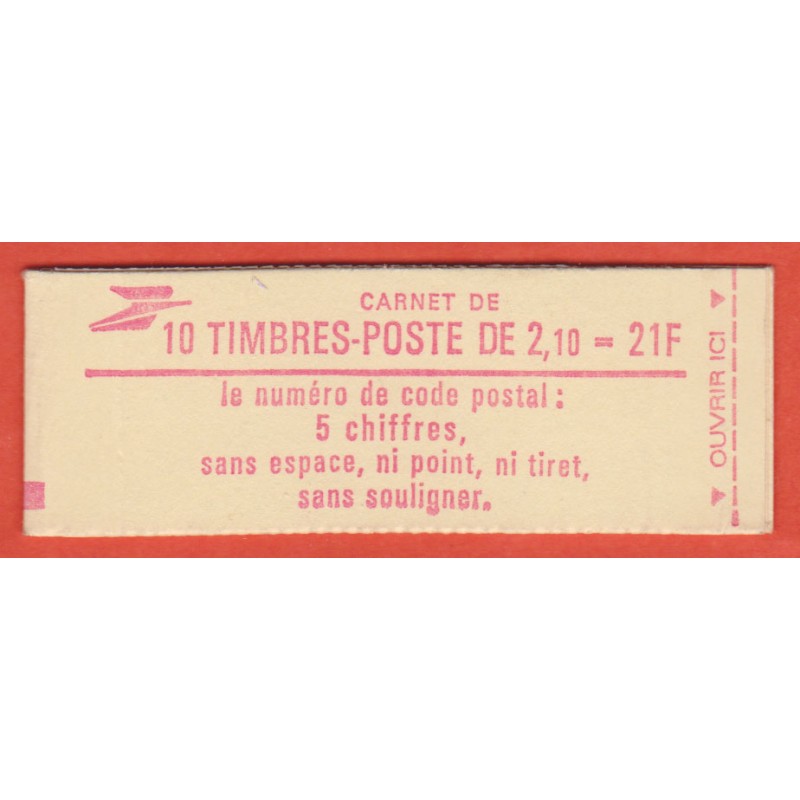 CARNET DE
10 TIMBRES-POSTE DE 2,10 = 21F
le numéro de code postal :
5 chiffres,
sans espace, ni point, ni tiret,
sans souligner.
OUVRIR ICI